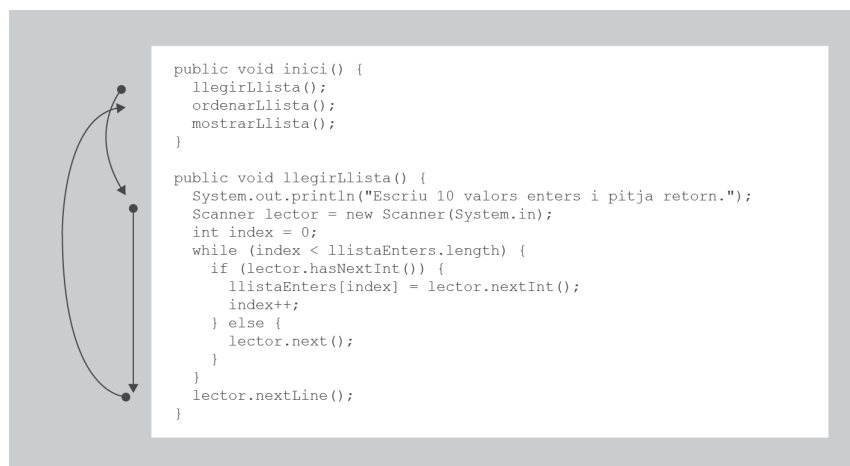 public void inici() {
  llegirLlista();
  ordenarLlista();
  mostrarLlista();
}

public void llegirLlista() {
  System.out.println("Escriu 10 valors enters i pitja retorn.");
  Scanner lector = new Scanner(System.in);
  int index = 0;
  while (index < llistaEnters.length) {
    if (lector.hasNextInt()) {
      llistaEnters[index] = lector.nextInt();
      index++;
    } else {
      lector.next();
    }
  }
  lector.nextLine();
}